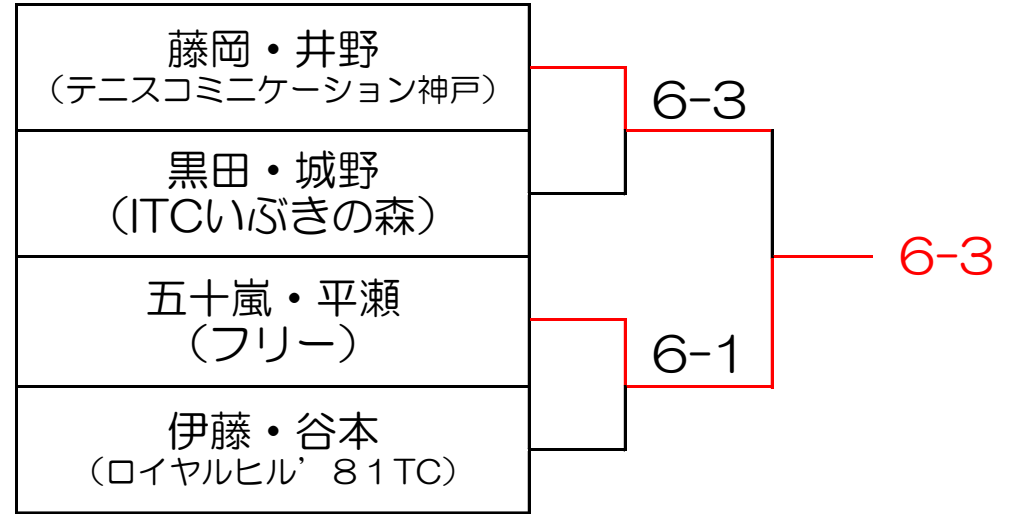 藤岡・井野
（テニスコミニケーション神戸）
6-3
黒田・城野
（ITCいぶきの森）
6-3
五十嵐・平瀬
（フリー）
6-1
伊藤・谷本
（ロイヤルヒル’８１TC）